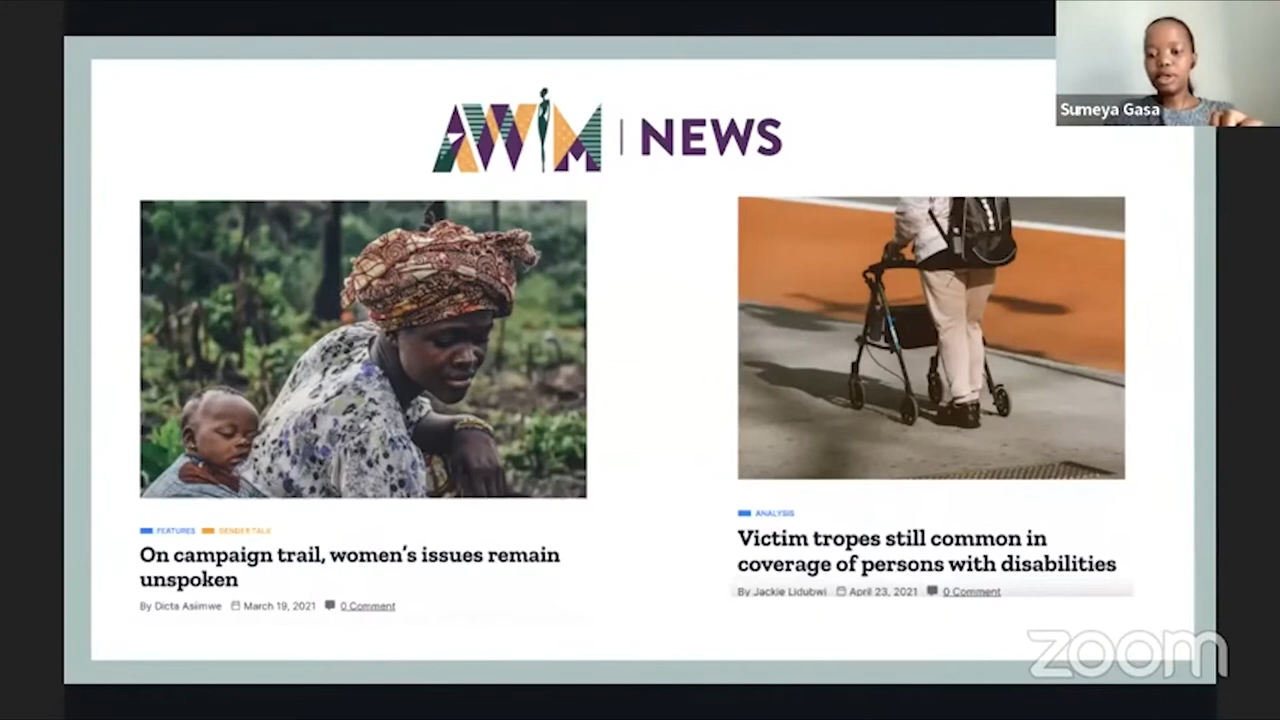 Sumeya Gasa
AWIM | NEWS
FEATURES GENDER TALK
On campaign trail, women's issues remain
unspoken
By Dicta Asiimwe March 19, 2021 0 Comment
ANALYSIS
Victim tropes still common in
coverage of persons with disabilities
By Jackie Lidubwi April 23, 2021 0 Comment
zoom